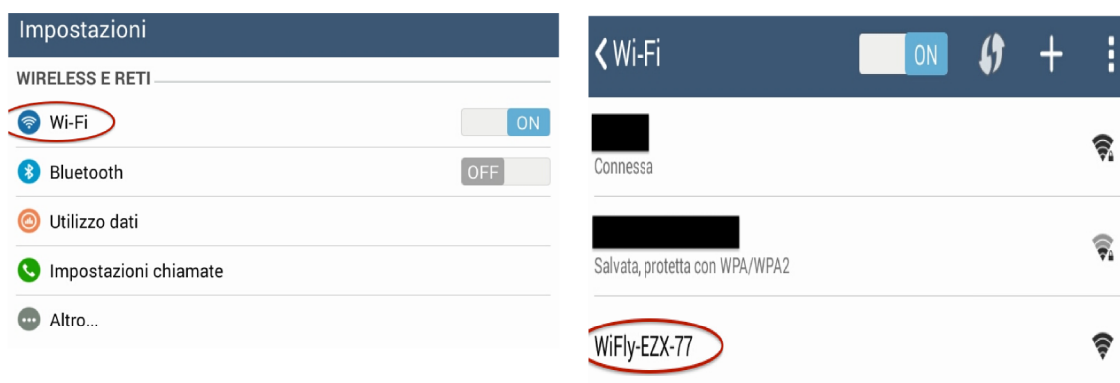 Impostazioni
WIRELESS E RETI
Wi-Fi
ON
Bluetooth
OFF
Utilizzo dati
Impostazioni chiamate
Altro...
Wi-Fi
ON
Connessa
Salvata, protetta con WPA/WPA2
WiFly-EZX-77